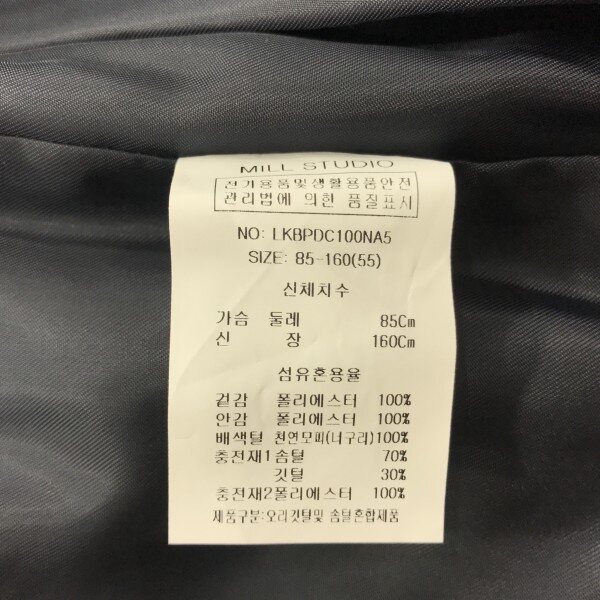 MILL STUDIO
전기용품및생활용품안전
관리법에 의한 품질표시
NO: LKBPDC100NA5
SIZE: 85-160(55)
신체치수
가슴 둘레 85Cm
신 장 160Cm
섬유혼용율
겉감 폴리에스터 100%
안감 폴리에스터 100%
배색털 천연모피(너구리)100%
충전재1솜털 70%
깃털 30%
충전재2폴리에스터 100%
제품구분:오리깃털및 솜털혼합제품